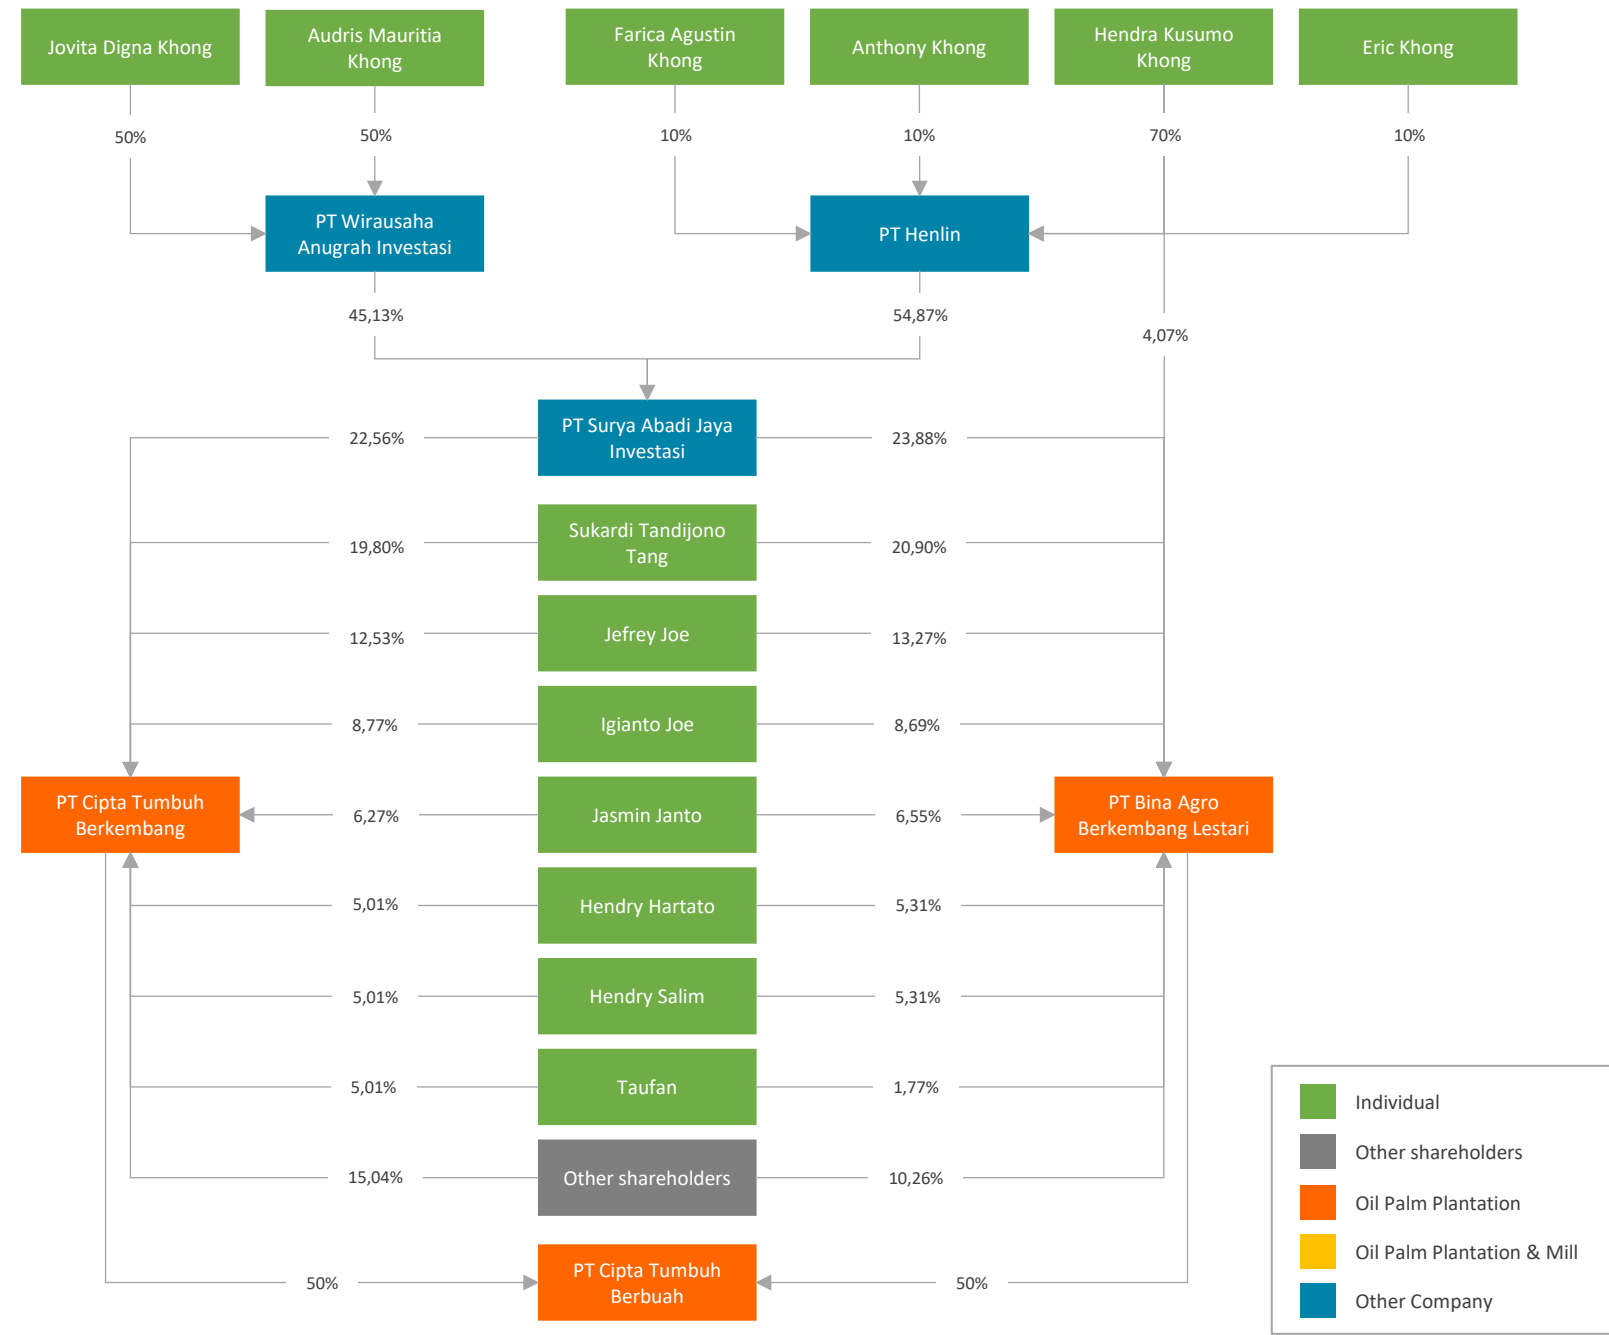 Jovita Digna Khong
Audris Mauritia
Khong
Farica Agustin
Khong
Anthony Khong
Hendra Kusumo
Khong
Eric Khong
50%
50%
10%
10%
70%
10%
PT Wirausaha
Anugrah Investasi
PT Henlin
45,13%
54,87%
4,07%
22,56%
PT Surya Abadi Jaya
Investasi
23,88%
19,80%
Sukardi Tandijono
Tang
20,90%
12,53%
Jefrey Joe
13,27%
8,77%
Igianto Joe
8,69%
PT Cipta Tumbuh
Berkembang
6,27%
Jasmin Janto
6,55%
PT Bina Agro
Berkembang Lestari
5,01%
Hendry Hartato
5,31%
5,01%
Hendry Salim
5,31%
5,01%
Taufan
1,77%
15,04%
Other shareholders
10,26%
50%
PT Cipta Tumbuh
Berbuah
50%
Individual
Other shareholders
Oil Palm Plantation
Oil Palm Plantation & Mill
Other Company